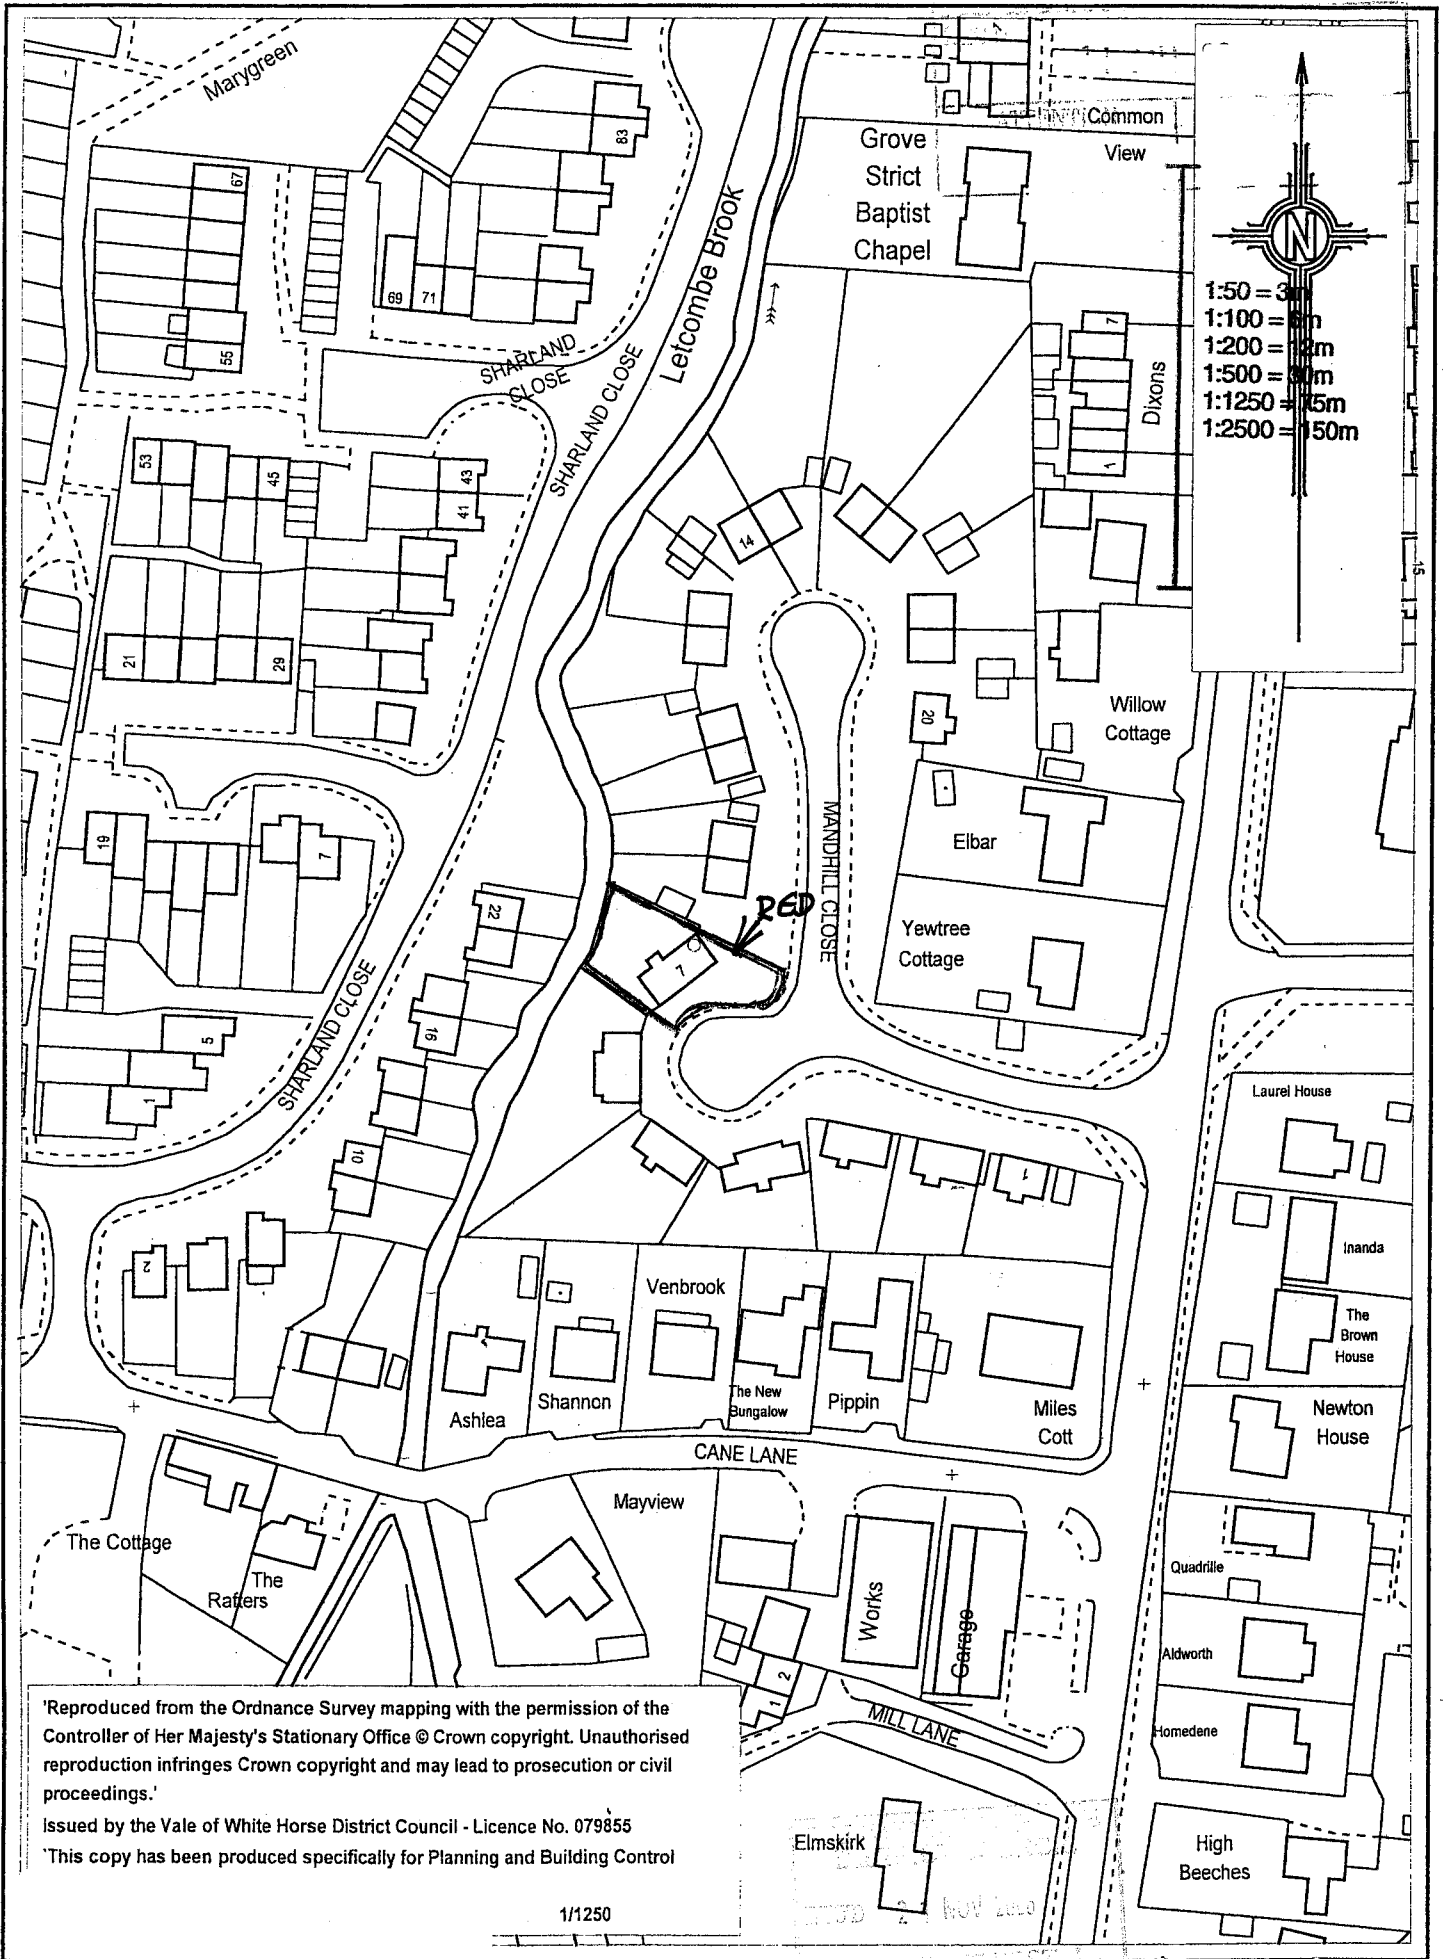 Marygreen
83
67
Common
View
Grove
Strict
Baptist
Chapel
Letcombe Brook
N
1:50 = 3m
1:100 = 6m
1:200 = 12m
1:500 = 30m
1:1250 = 75m
1:2500 = 150m
69
71
55
SHARLAND
CLOSE
SHARLAND CLOSE
7
Dixons
1
53
45
43
41
14
15
21
29
20
Willow
Cottage
MANDHILL CLOSE
Elbar
19
7
RED
22
7
Yewtree
Cottage
SHARLAND CLOSE
16
5
1
10
Laurel House
1
2
Inanda
Venbrook
The
Brown
House
Ashlea
Shannon
The New
Bungalow
Pippin
Miles
Cott
Newton
House
CANE LANE
Mayview
The Cottage
The
Rafters
Works
Garage
Quadrille
Aldworth
2
1
MILL LANE
Homedene
'Reproduced from the Ordnance Survey mapping with the permission of the
Controller of Her Majesty's Stationary Office © Crown copyright. Unauthorised
reproduction infringes Crown copyright and may lead to prosecution or civil
proceedings.'
Issued by the Vale of White Horse District Council - Licence No. 079855
'This copy has been produced specifically for Planning and Building Control
1/1250
Elmskirk
High
Beeches
NOV